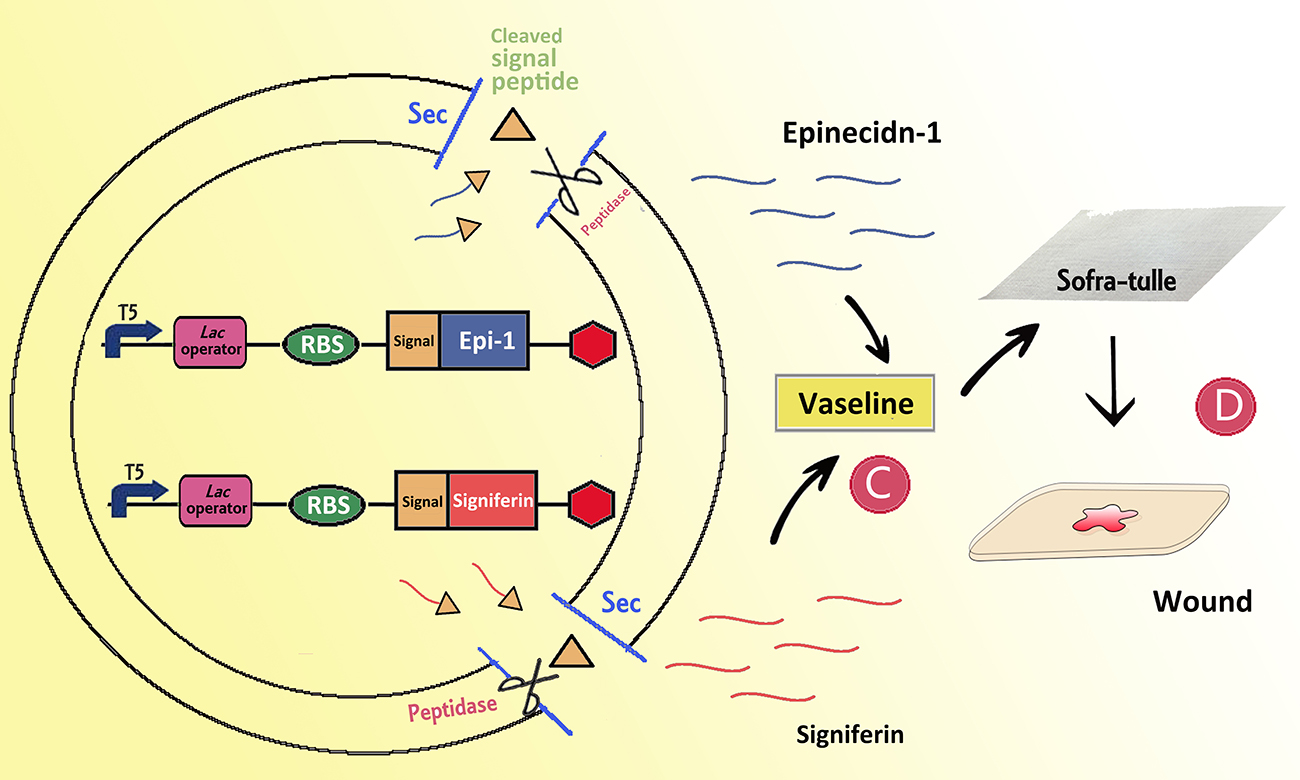 Cleaved
signal
peptide
Sec
Peptidase
Epinecidn-1
Sofra-tulle
T5
Lac
operator
RBS
Signal
Epi-1
Vaseline
C
D
T5
Lac
operator
RBS
Signal
Signiferin
Sec
Wound
Peptidase
Signiferin